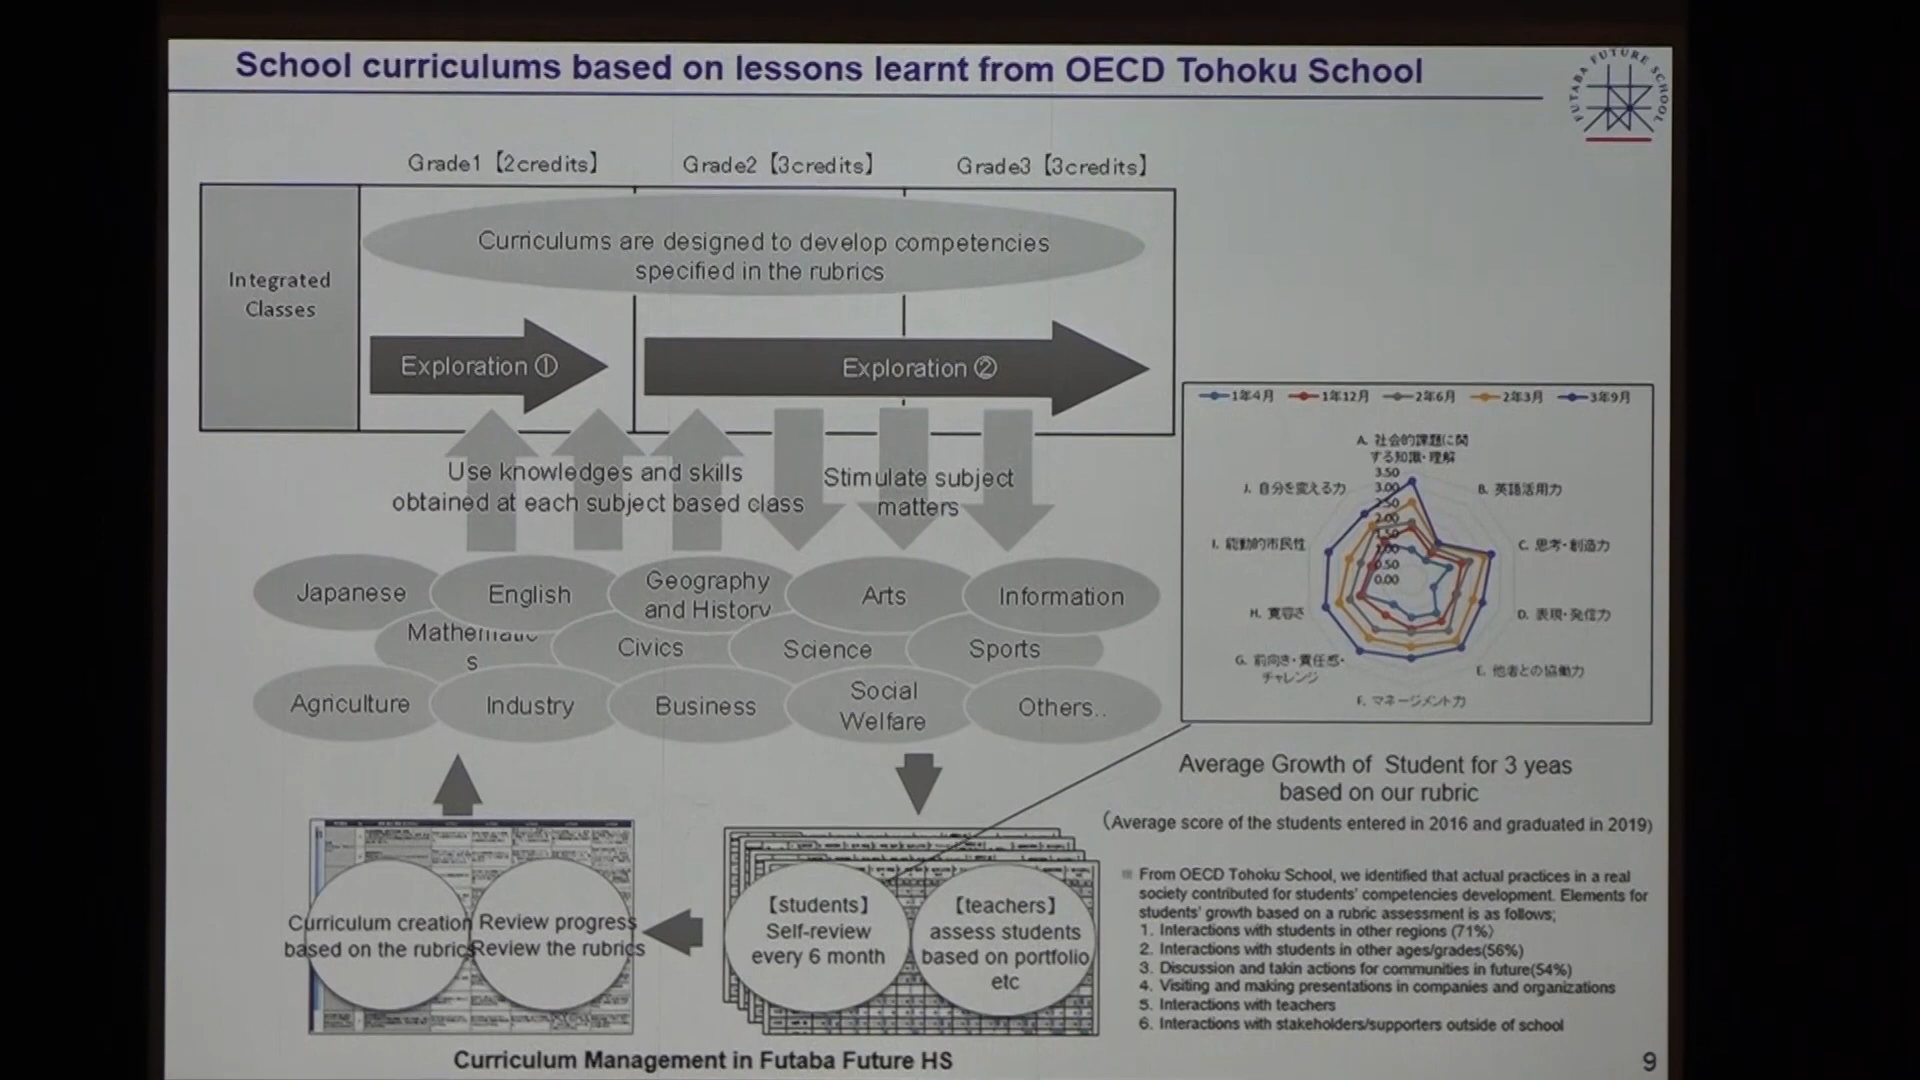 School curriculums based on lessons learnt from OECD Tohoku School
FUTABA FUTURE SCHOOL
Grade1【2credits】
Grade2【3credits】
Grade3【3credits】
Integrated
Classes
Curriculums are designed to develop competencies
specified in the rubrics
Exploration ①
Exploration ②
Use knowledges and skills
obtained at each subject based class
Stimulate subject
matters
Japanese
English
Geography
and History
Arts
Information
Mathematic
s
Civics
Science
Sports
Agriculture
Industry
Business
Social
Welfare
Others..
1年4月
1年12月
2年6月
2年3月
3年9月
A. 社会的課題に関
する知識・理解
B. 英語活用力
C. 思考・創造力
D. 表現・発信力
E. 他者との協働力
F. マネージメント力
G. 前向き・責任感・
チャレンジ
H. 寛容さ
I. 能動的市民性
J. 自分を変える力
3.50
3.00
2.50
2.00
1.50
1.00
0.50
0.00
Average Growth of Student for 3 yeas
based on our rubric
(Average score of the students entered in 2016 and graduated in 2019)
Curriculum creation
based on the rubrics
Review progress
Review the rubrics
【students】
Self-review
every 6 month
【teachers】
assess students
based on portfolio
etc
From OECD Tohoku School, we identified that actual practices in a real
society contributed for students' competencies development. Elements for
students' growth based on a rubric assessment is as follows;
1. Interactions with students in other regions (71%)
2. Interactions with students in other ages/grades(56%)
3. Discussion and takin actions for communities in future(54%)
4. Visiting and making presentations in companies and organizations
5. Interactions with teachers
6. Interactions with stakeholders/supporters outside of school
Curriculum Management in Futaba Future HS
9